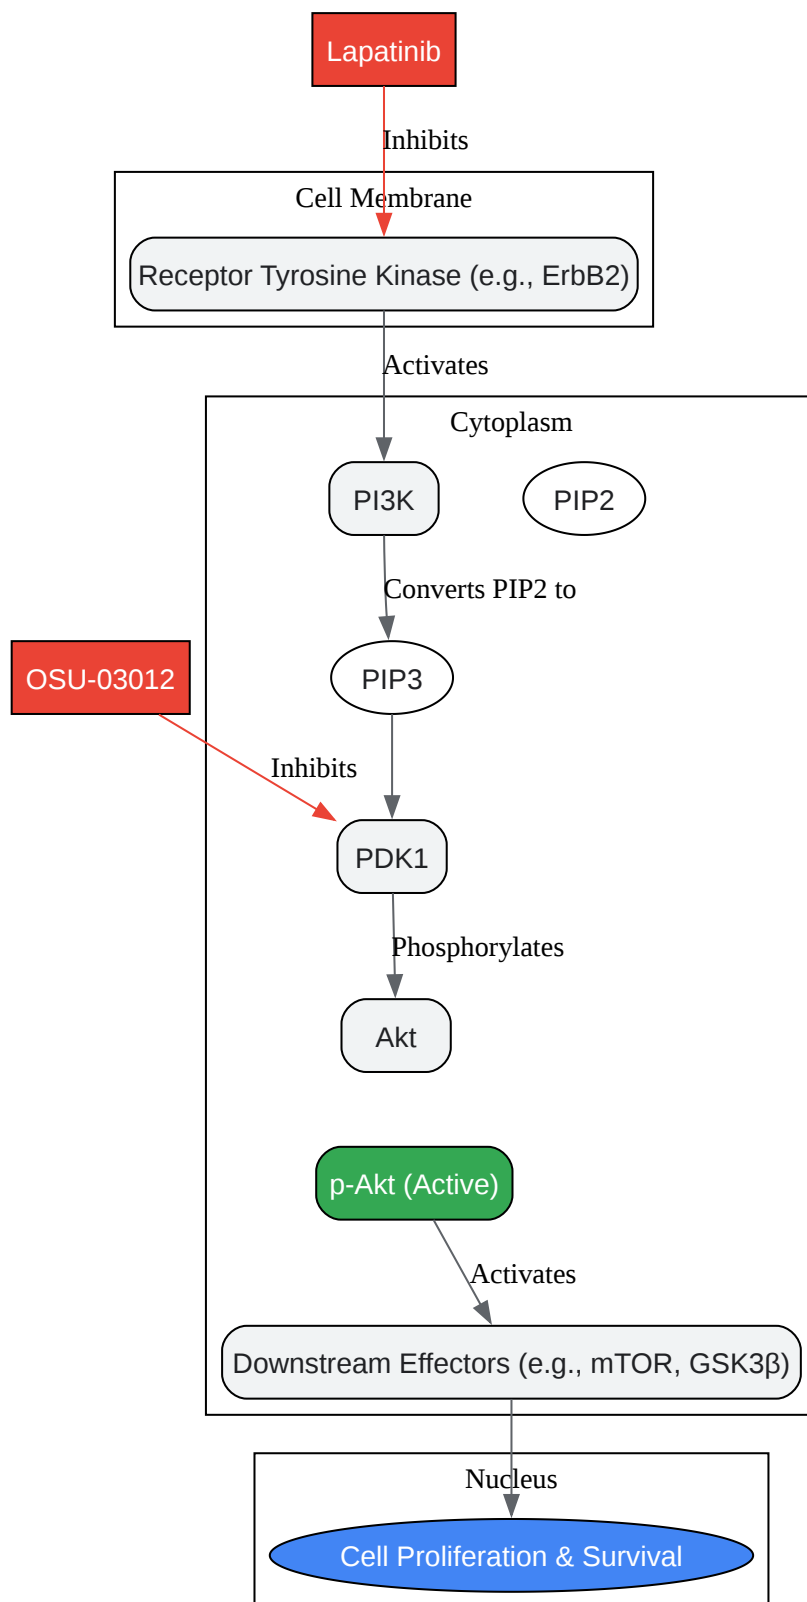 Lapatinib
Inhibits
Cell Membrane
Receptor Tyrosine Kinase (e.g., ErbB2)
Activates
Cytoplasm
PI3K
PIP2
Converts PIP2 to
OSU-03012
PIP3
Inhibits
PDK1
Phosphorylates
Akt
p-Akt (Active)
Activates
Downstream Effectors (e.g., mTOR, GSK3β)
Nucleus
Cell Proliferation & Survival